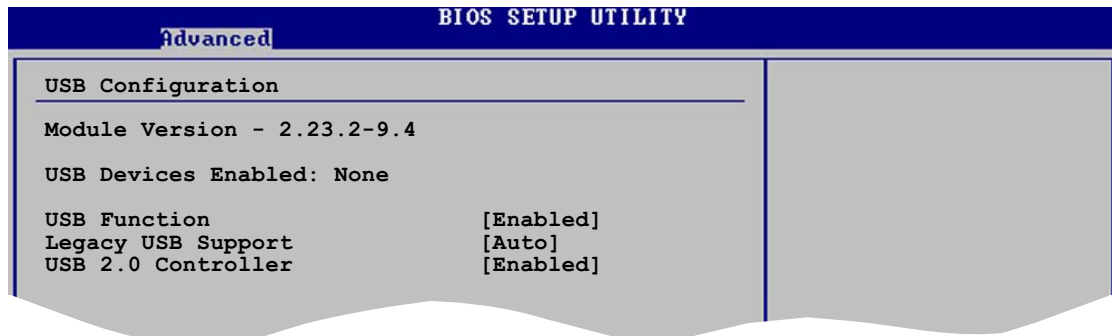 BIOS SETUP UTILITY
Advanced
USB Configuration
Module Version - 2.23.2-9.4
USB Devices Enabled: None
USB Function [Enabled]
Legacy USB Support [Auto]
USB 2.0 Controller [Enabled]